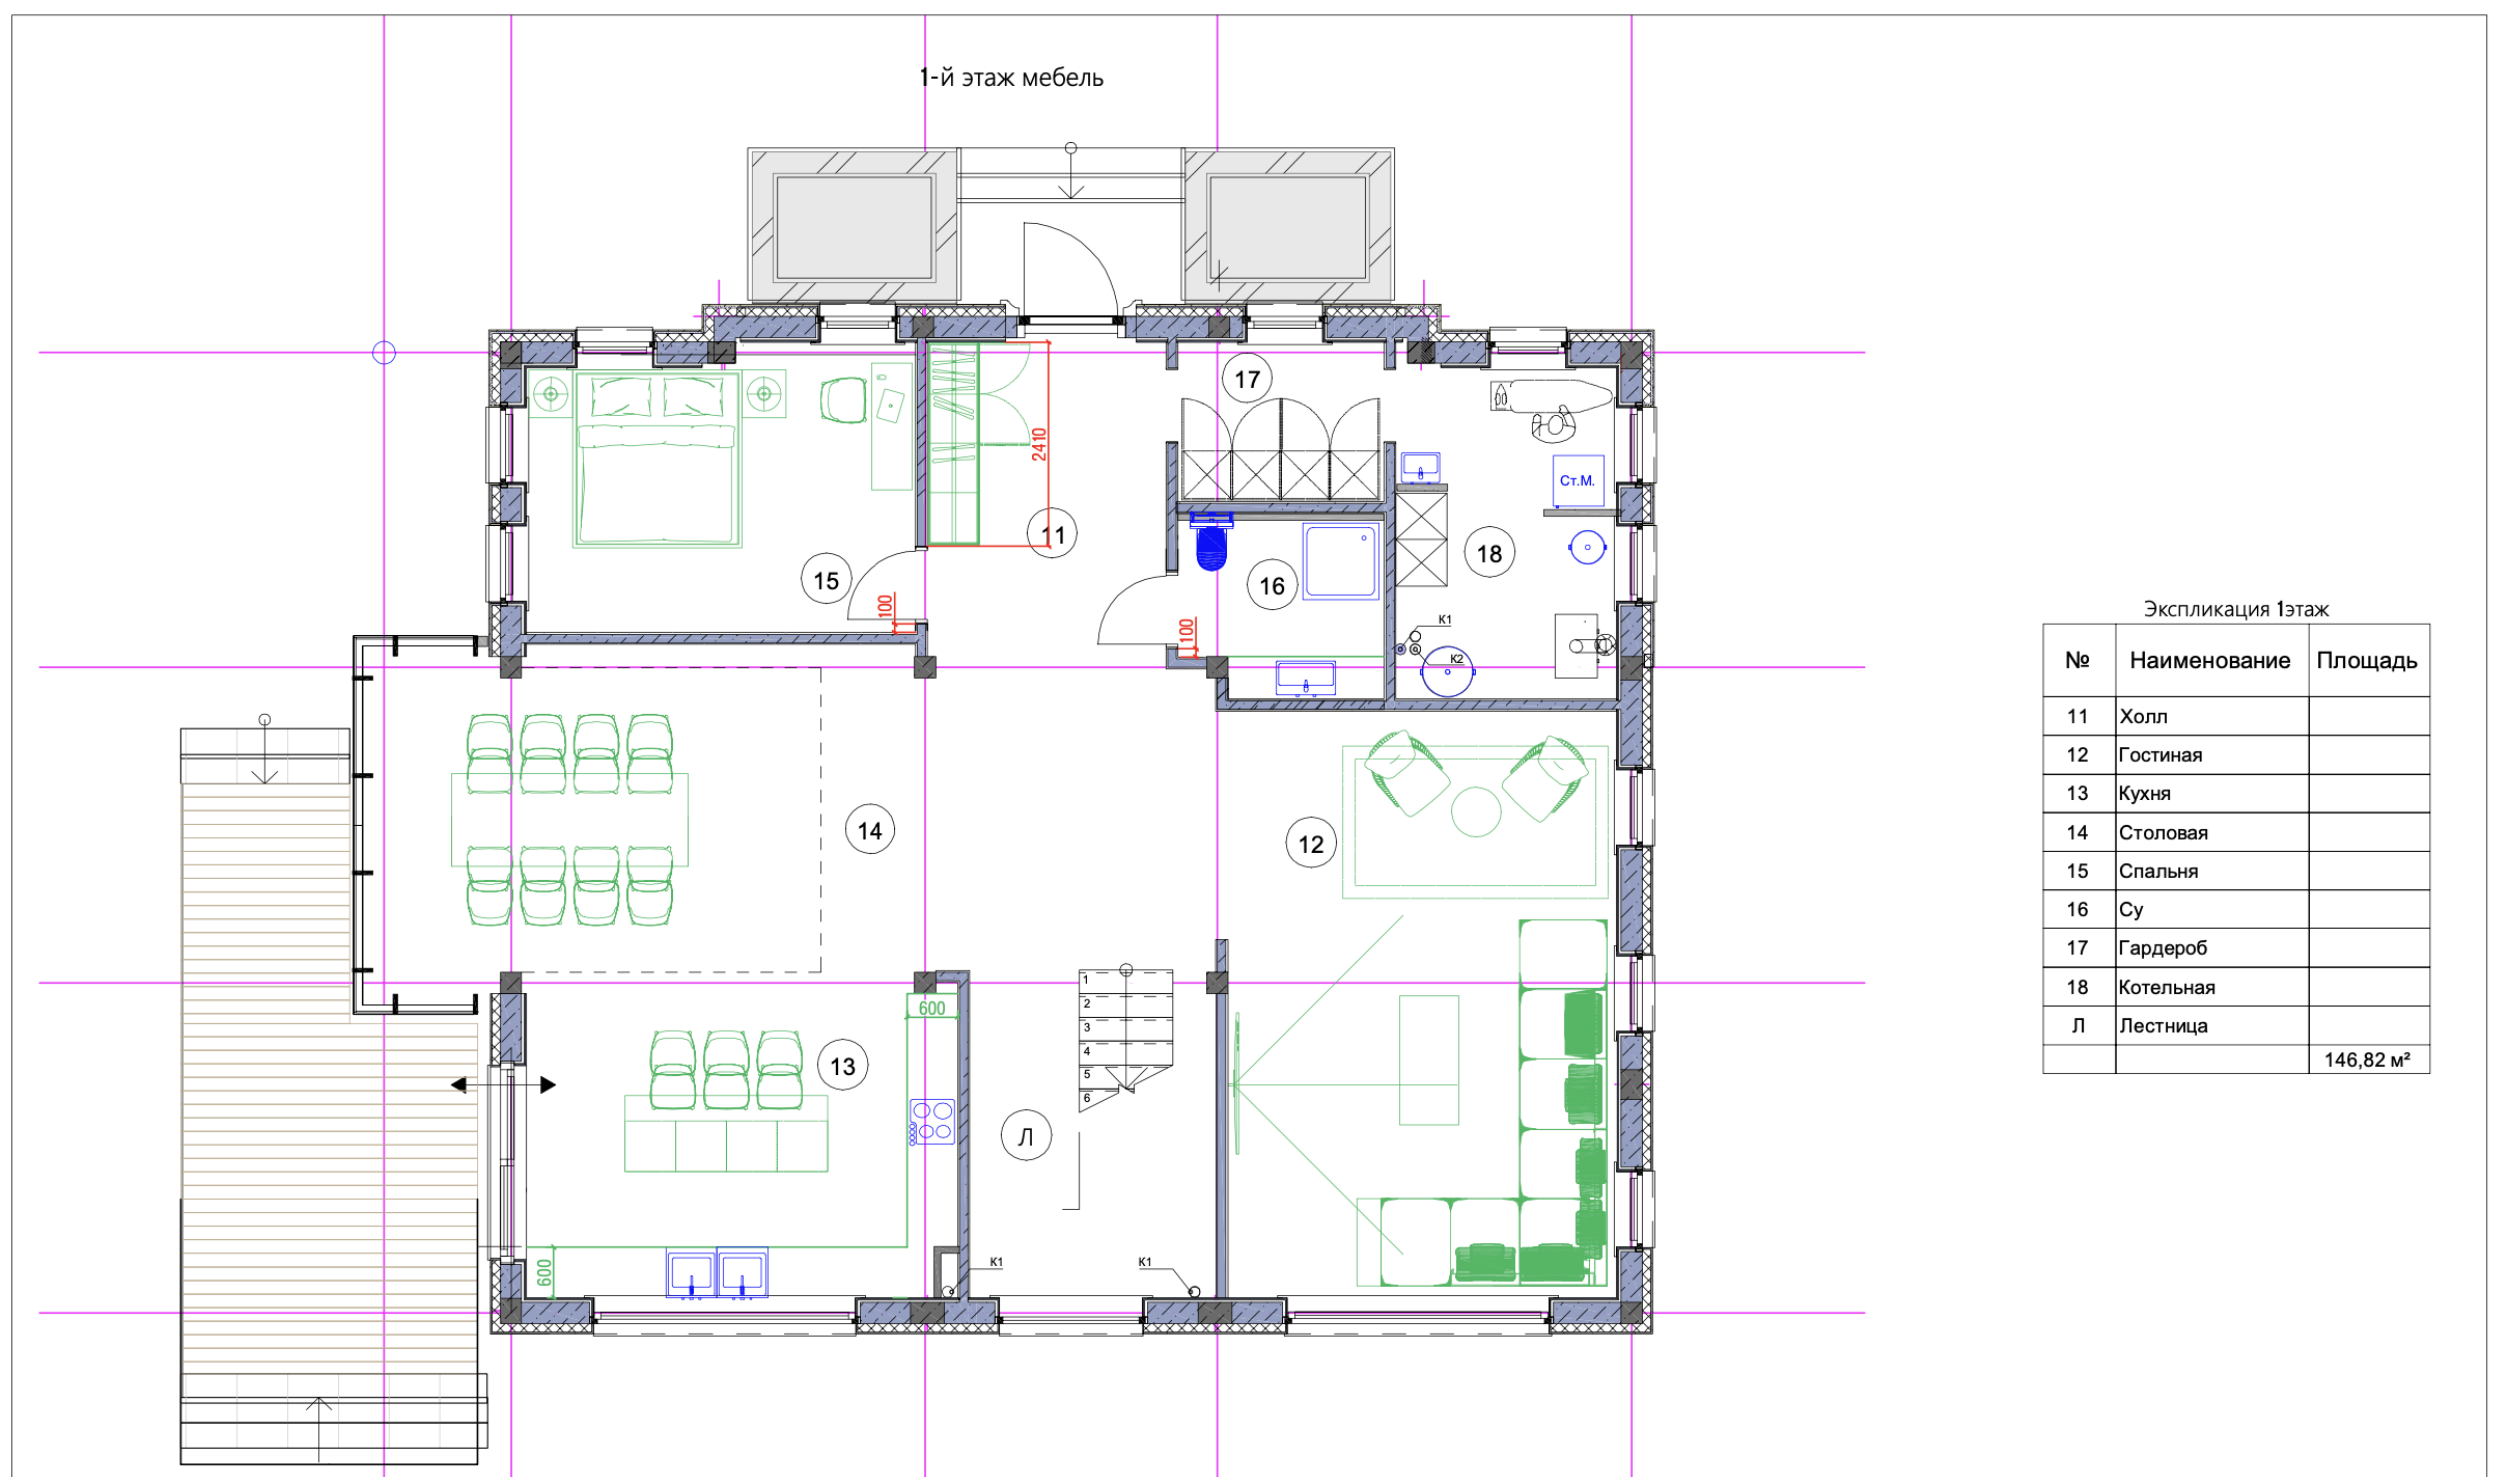 1-й этаж мебель
17
2410
Ст.М.
11
18
15
16
100
100
К1
К2
14
12
1
600
2
3
4
13
5
6
Л
600
К1
К1
Экспликация 1этаж
№ Наименование Площадь
11 Холл
12 Гостиная
13 Кухня
14 Столовая
15 Спальня
16 Су
17 Гардероб
18 Котельная
Л Лестница
146,82 м²